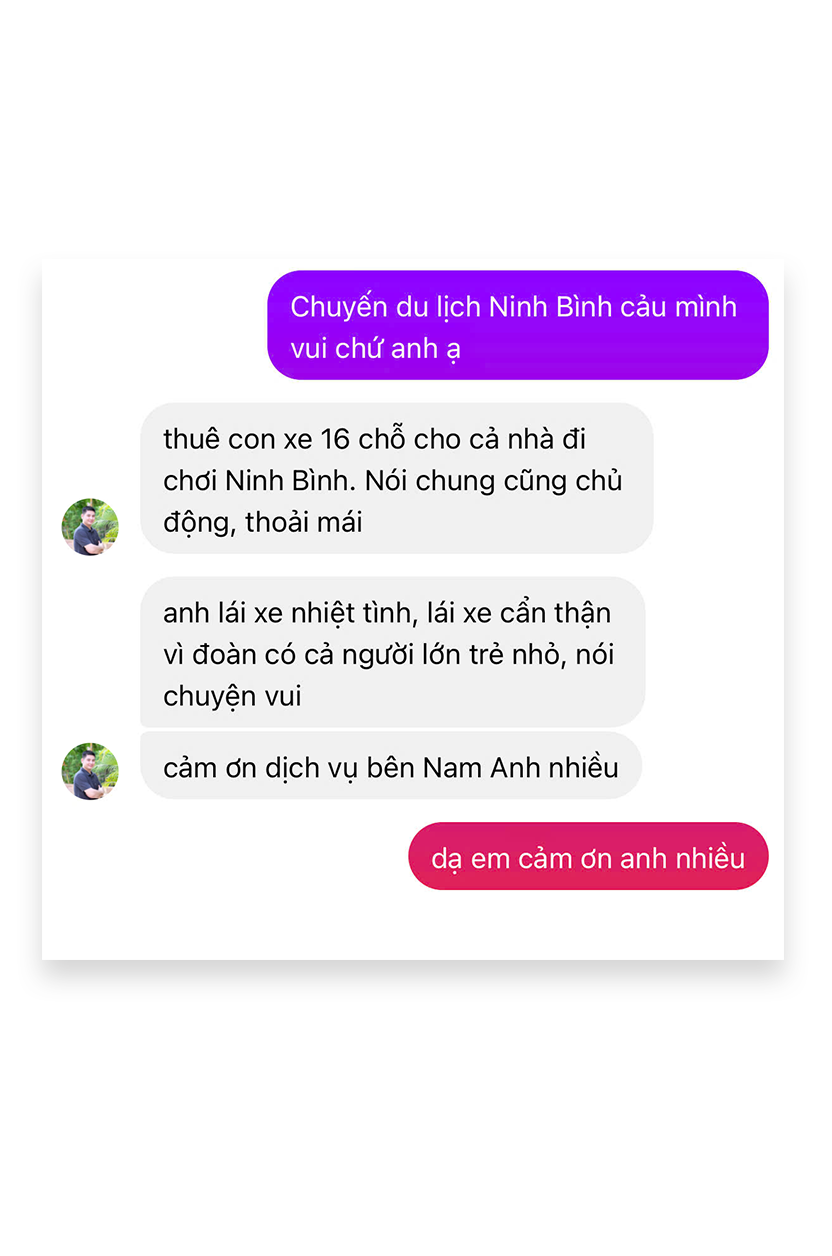 Chuyến du lịch Ninh Bình cảu mình
vui chứ anh ạ
thuê con xe 16 chỗ cho cả nhà đi
chơi Ninh Bình. Nói chung cũng chủ
động, thoải mái
anh lái xe nhiệt tình, lái xe cẩn thận
vì đoàn có cả người lớn trẻ nhỏ, nói
chuyện vui
cảm ơn dịch vụ bên Nam Anh nhiều
dạ em cảm ơn anh nhiều